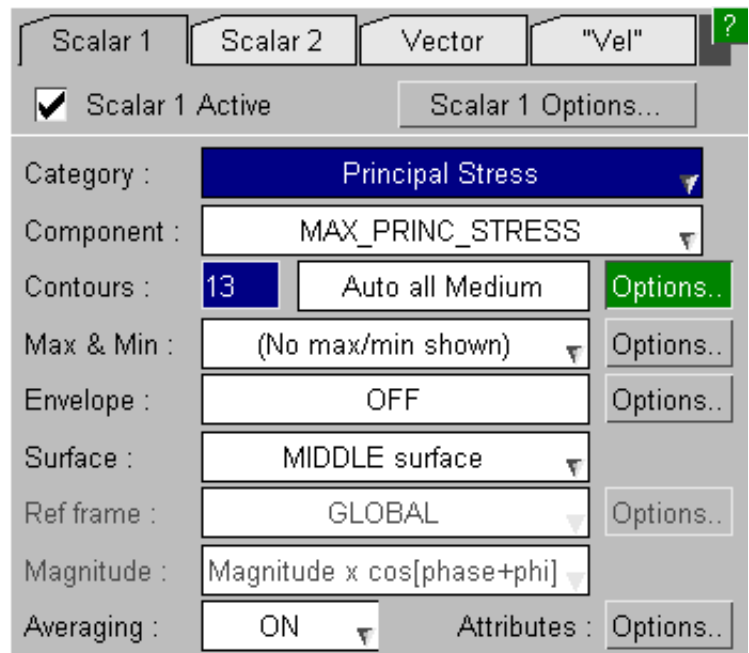 Scalar 1 Scalar 2 Vector "Vel" ?
Scalar 1 Active Scalar 1 Options...
Category : Principal Stress
Component : MAX_PRINC_STRESS
Contours : 13 Auto all Medium Options..
Max & Min : (No max/min shown) Options..
Envelope : OFF Options..
Surface : MIDDLE surface
Ref frame : GLOBAL Options..
Magnitude : Magnitude x cos[phase+phi]
Averaging : ON Attributes : Options..